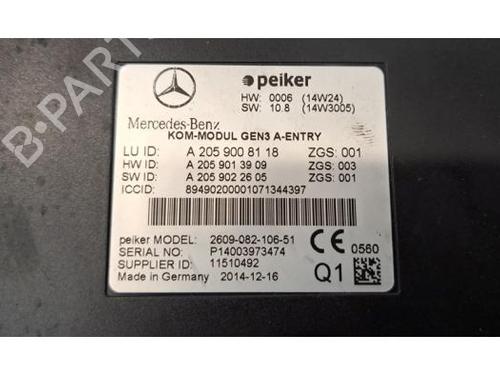 B-PARTS
peiker
HW: 0006 (14W24)
SW: 10.8 (14W3005)
Mercedes-Benz
KOM-MODUL GEN3 A-ENTRY
LU ID: A 205 900 81 18 ZGS: 001
HW ID: A 205 901 39 09 ZGS: 003
SW ID: A 205 902 26 05 ZGS: 001
ICCID: 89490200001071344397
peiker MODEL: 2609-082-106-51
SERIAL NO: P14003973474
SUPPLIER ID: 11510492
Made in Germany 2014-12-16
CE 0560
Q1